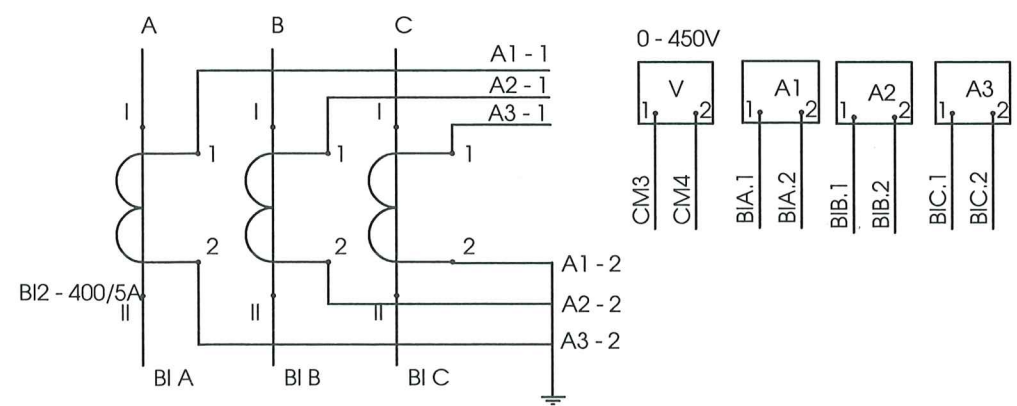 A B C
0 - 450V
A1 - 1
A2 - 1
A3 - 1
V A1 A2 A3
1 2 1 2 1 2 1 2
I I I
1 1 1
CM3 CM4 BIA.1 BIA.2 BIB.1 BIB.2 BIC.1 BIC.2
2 2 2
A1 - 2
BI2 - 400/5A
A2 - 2
II II II
A3 - 2
BI A BI B BI C